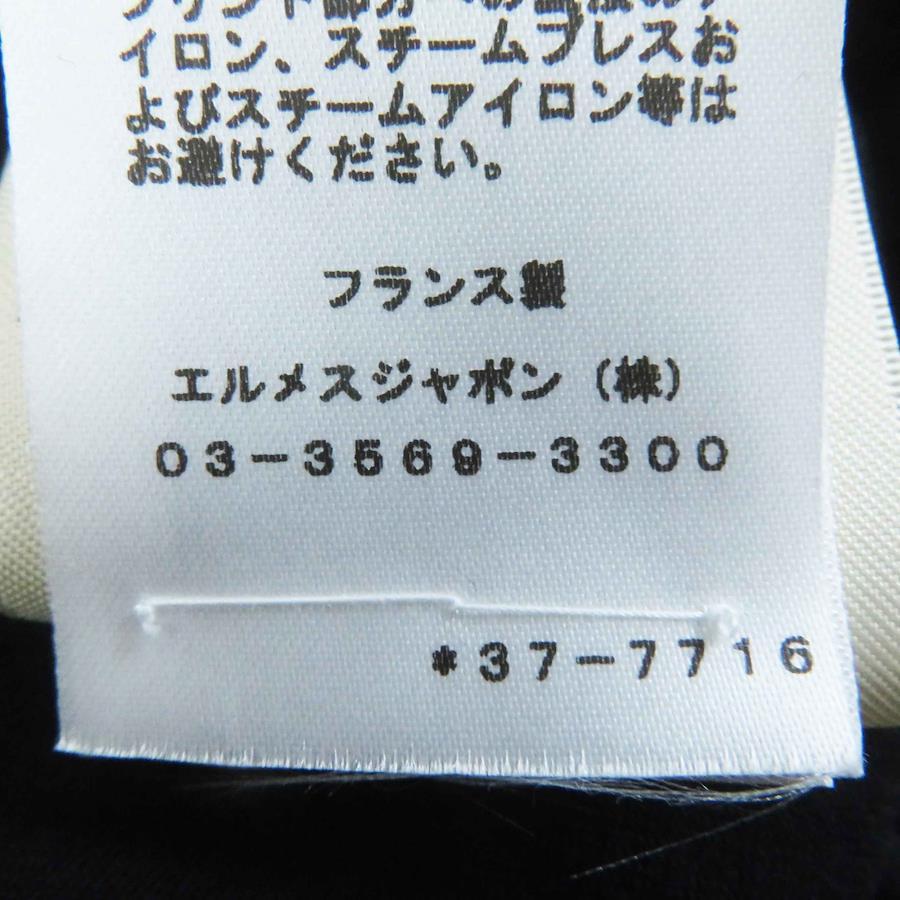 イロン、スチームプレスお
よびスチームアイロン等は
お避けください。
フランス製
エルメスジャポン（株）
03-3569-3300
*37-7716